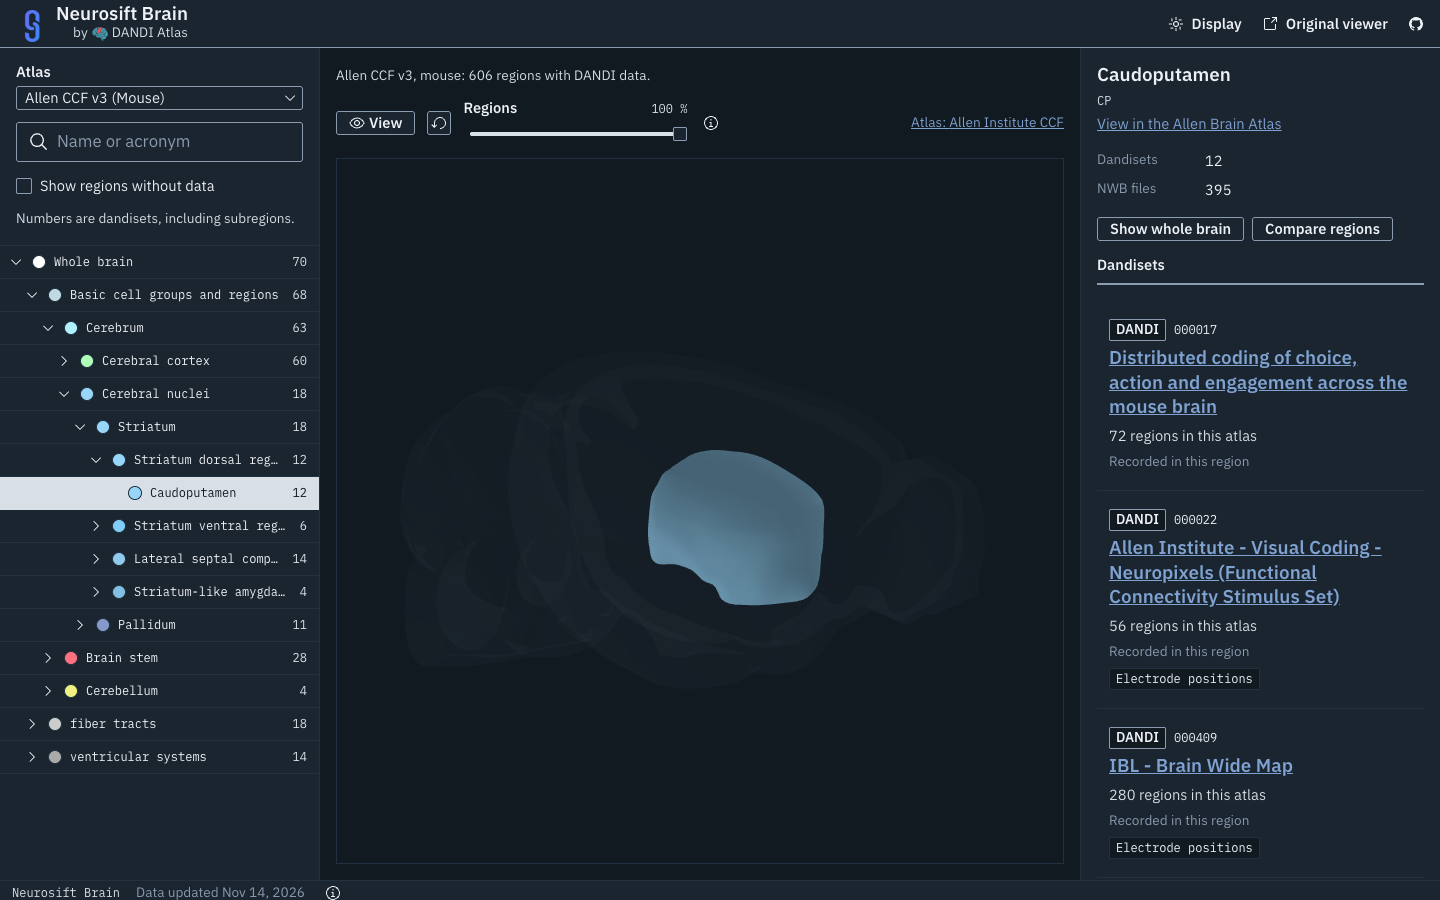 Neurosift Brain
by DANDI Atlas
Display
Original viewer
Atlas
Allen CCF v3 (Mouse)
Name or acronym
Show regions without data
Numbers are dandisets, including subregions.
Whole brain 70
Basic cell groups and regions 68
Cerebrum 63
Cerebral cortex 60
Cerebral nuclei 18
Striatum 18
Striatum dorsal reg… 12
Caudoputamen 12
Striatum ventral reg… 6
Lateral septal comp… 14
Striatum-like amygda… 4
Pallidum 11
Brain stem 28
Cerebellum 4
fiber tracts 18
ventricular systems 14
Allen CCF v3, mouse: 606 regions with DANDI data.
View
Regions 100 %
Atlas: Allen Institute CCF
Caudoputamen
CP
View in the Allen Brain Atlas
Dandisets 12
NWB files 395
Show whole brain
Compare regions
Dandisets
DANDI 000017
Distributed coding of choice,
action and engagement across the
mouse brain
72 regions in this atlas
Recorded in this region
DANDI 000022
Allen Institute - Visual Coding -
Neuropixels (Functional
Connectivity Stimulus Set)
56 regions in this atlas
Recorded in this region
Electrode positions
DANDI 000409
IBL - Brain Wide Map
280 regions in this atlas
Recorded in this region
Electrode positions
Neurosift Brain
Data updated Nov 14, 2026